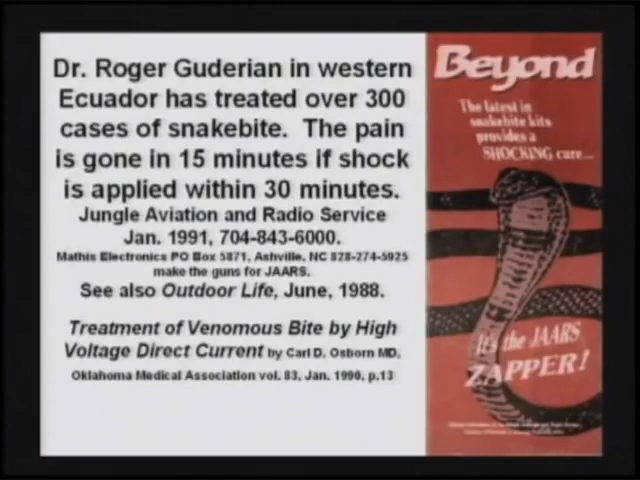 Dr. Roger Guderian in western
Ecuador has treated over 300
cases of snakebite. The pain
is gone in 15 minutes if shock
is applied within 30 minutes.
Jungle Aviation and Radio Service
Jan. 1991, 704-843-6000.
Mathis Electronics PO Box 5871, Ashville, NC 828-274-5925
make the guns for JAARS.
See also Outdoor Life, June, 1988.
Treatment of Venomous Bite by High
Voltage Direct Current by Carl D. Osborn MD,
Oklahoma Medical Association vol. 83, Jan. 1990, p.13
Beyond
The latest in
snakebite kits
provides a
SHOCKING cure...
It's the JAARS
ZAPPER!